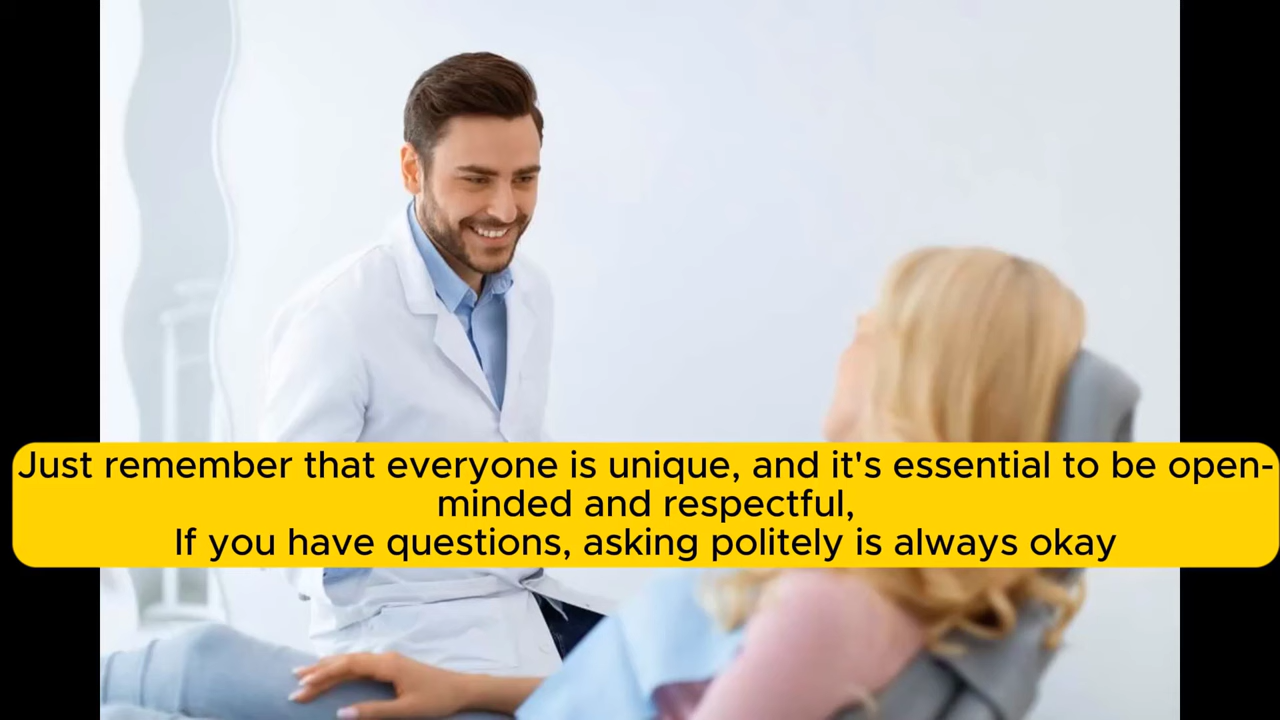 Just remember that everyone is unique, and it's essential to be open-
minded and respectful,
If you have questions, asking politely is always okay